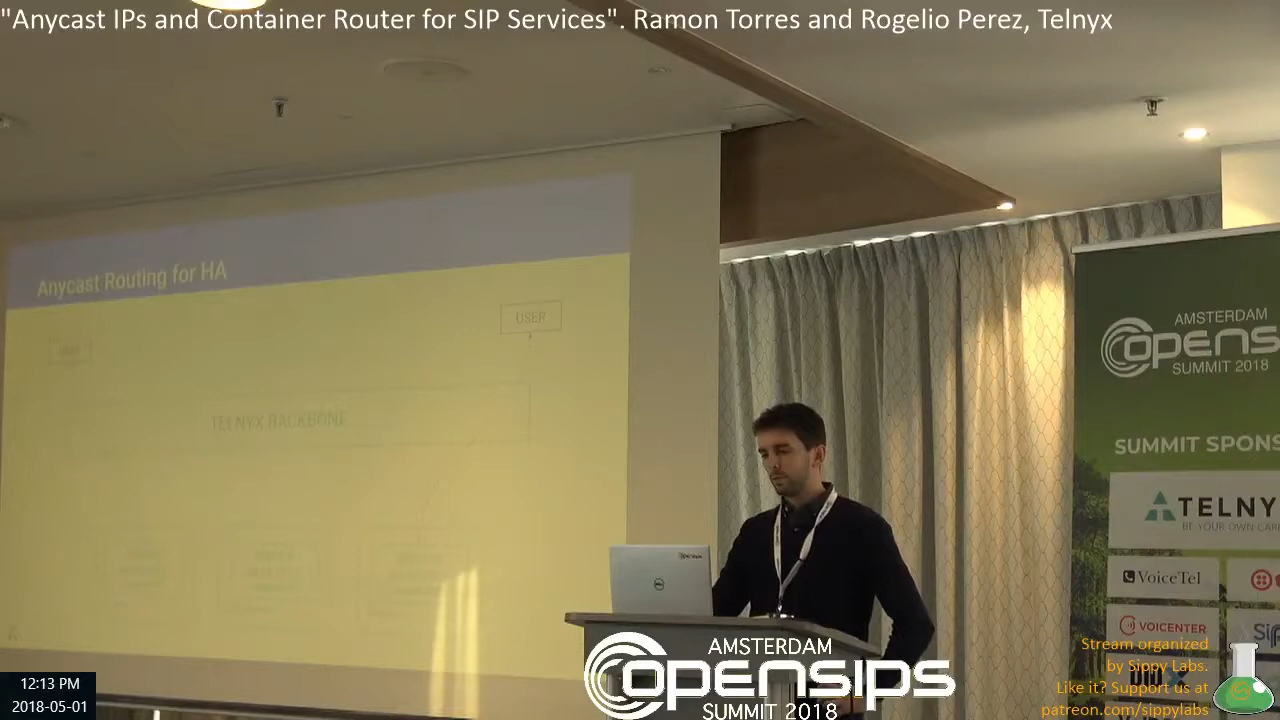 "Anycast IPs and Container Router for SIP Services". Ramon Torres and Rogelio Perez, Telnyx
Anycast Routing for HA
USER
TELNYX BACKBONE
AMSTERDAM
OPENS
SUMMIT 2018
SUMMIT SPONS
TELNY
BE YOUR OWN CAR
VoiceTel
VOICENTER
Sip
Stream organized
by Sippy Labs.
Like it? Support us at
patreon.com/sippylabs
AMSTERDAM
OPENSIPS
SUMMIT 2018
12:13 PM
2018-05-01